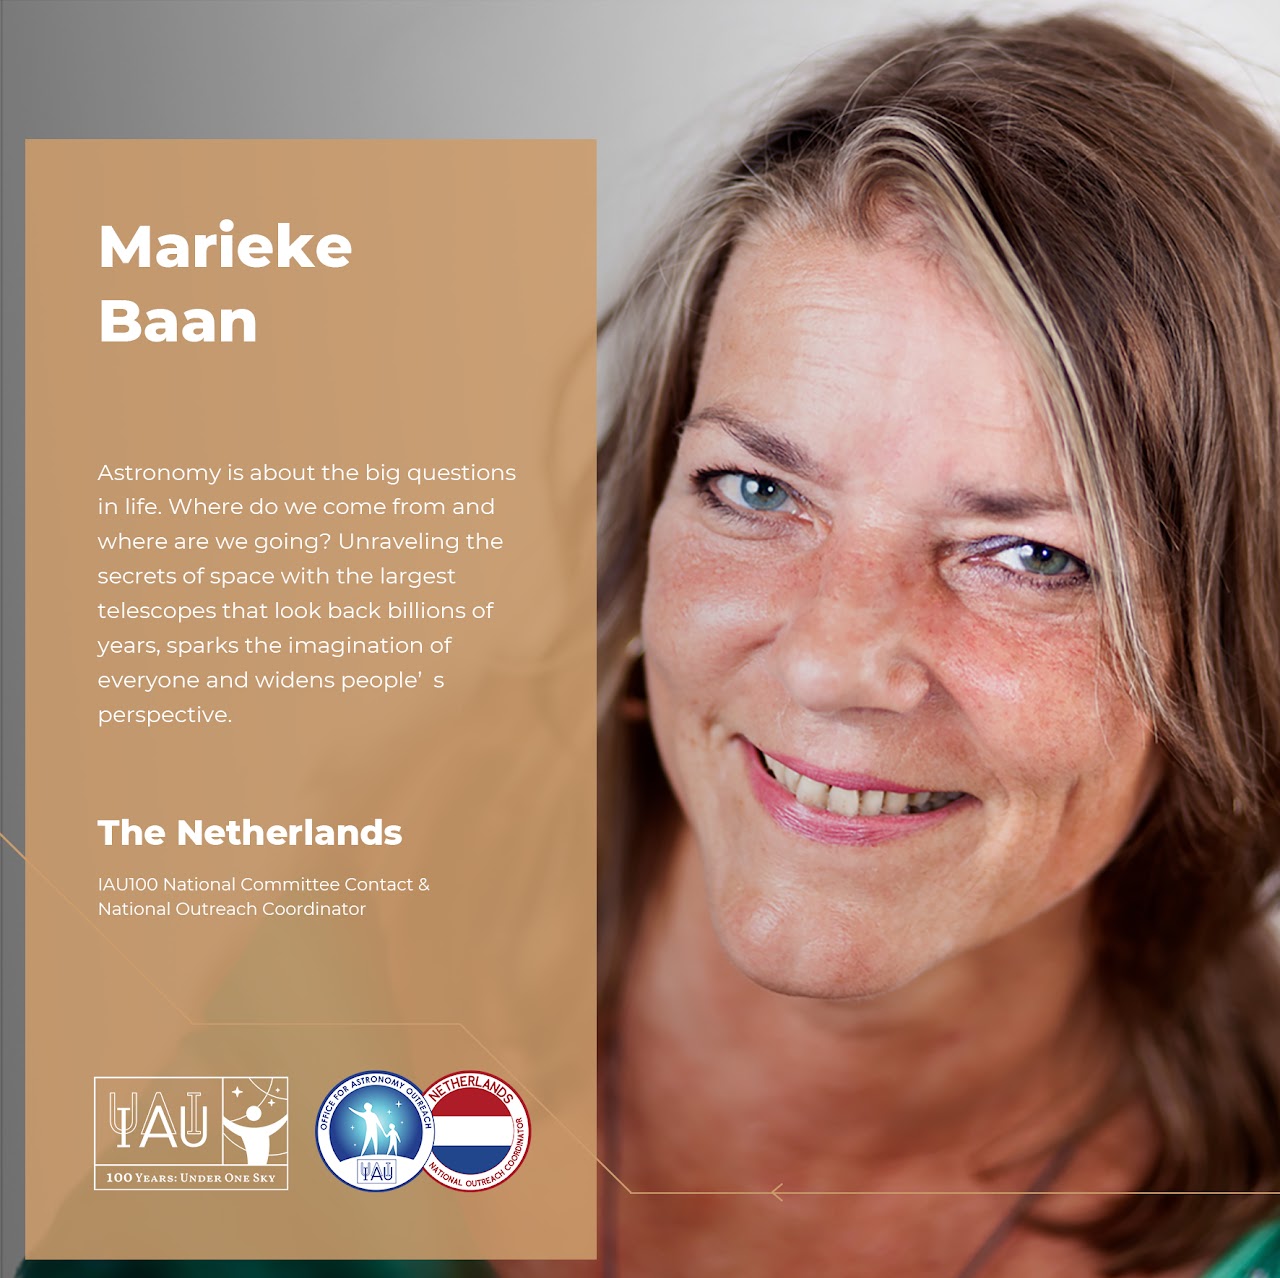 Marieke
Baan
Astronomy is about the big questions
in life. Where do we come from and
where are we going? Unraveling the
secrets of space with the largest
telescopes that look back billions of
years, sparks the imagination of
everyone and widens people’ s
perspective.
The Netherlands
IAU100 National Committee Contact &
National Outreach Coordinator
IAU
100 YEARS: UNDER ONE SKY
OFFICE FOR ASTRONOMY OUTREACH
IAU
NETHERLANDS
NATIONAL OUTREACH COORDINATOR